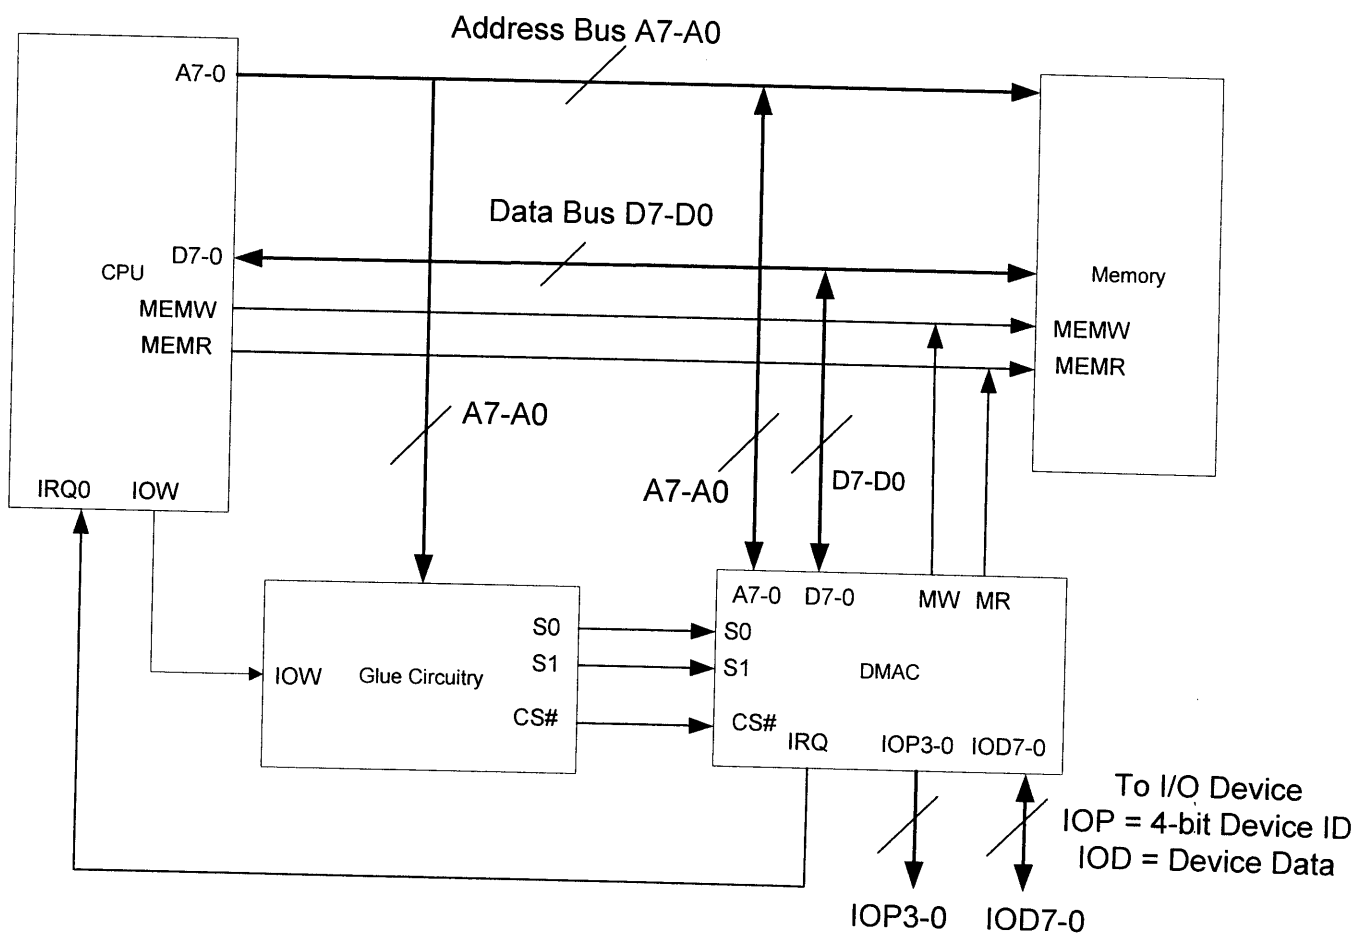 Address Bus A7-A0
A7-0
Data Bus D7-D0
D7-0
CPU
Memory
MEMW
MEMW
MEMR
MEMR
A7-A0
A7-A0
D7-D0
IRQ0 IOW
A7-0 D7-0 MW MR
S0
S0
S1
S1
IOW
Glue Circuitry
DMAC
CS#
CS#
IRQ IOP3-0 IOD7-0
To I/O Device
IOP = 4-bit Device ID
IOD = Device Data
IOP3-0 IOD7-0